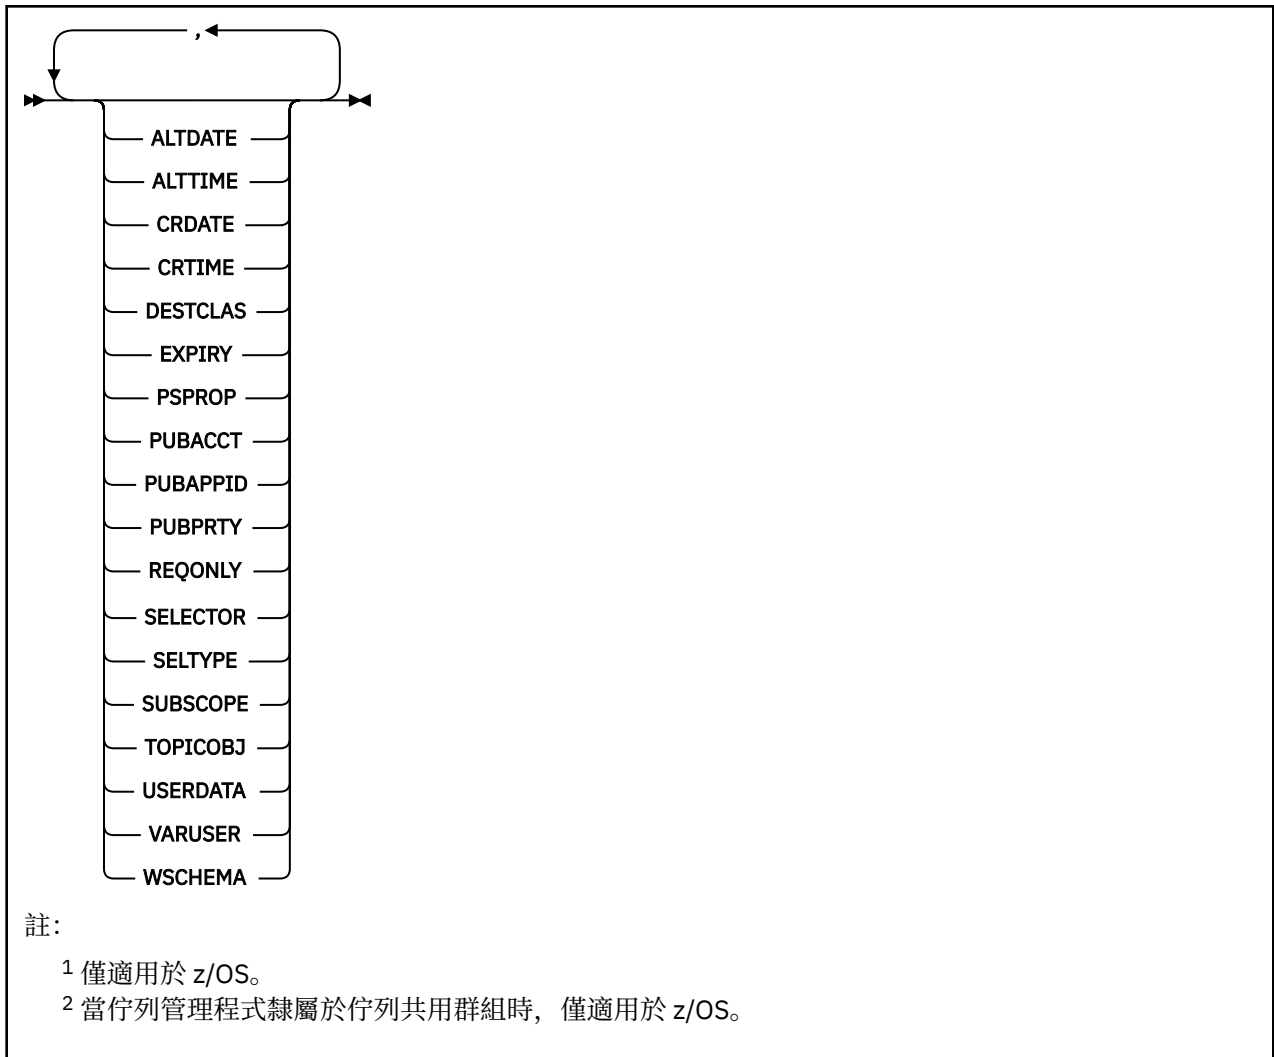 ,
ALTDATE
ALTTIME
CRDATE
CRTIME
DESTCLAS
EXPIRY
PSPROP
PUBACCT
PUBAPPID
PUBPRTY
REQONLY
SELECTOR
SELTYPE
SUBSCOPE
TOPICOBJ
USERDATA
VARUSER
WSCHEMA
註：
1 僅適用於 z/OS。
2 當佇列管理程式隸屬於佇列共用群組時，僅適用於 z/OS。